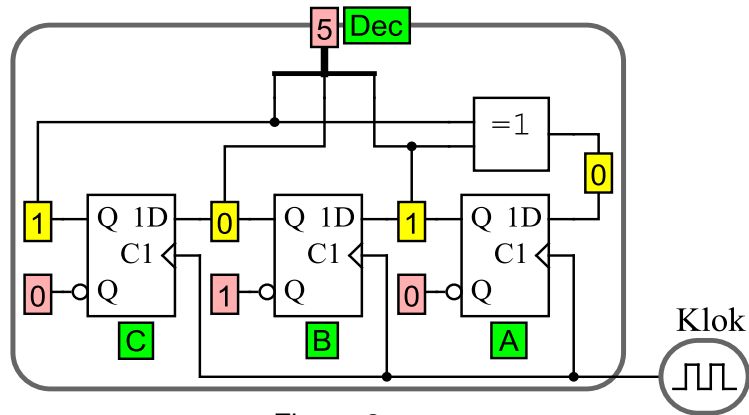 5 Dec
=1
0
1 Q 1D 0 Q 1D 1 Q 1D
C1 C1 C1
0 Q 1 Q 0 Q
Klok
C B A